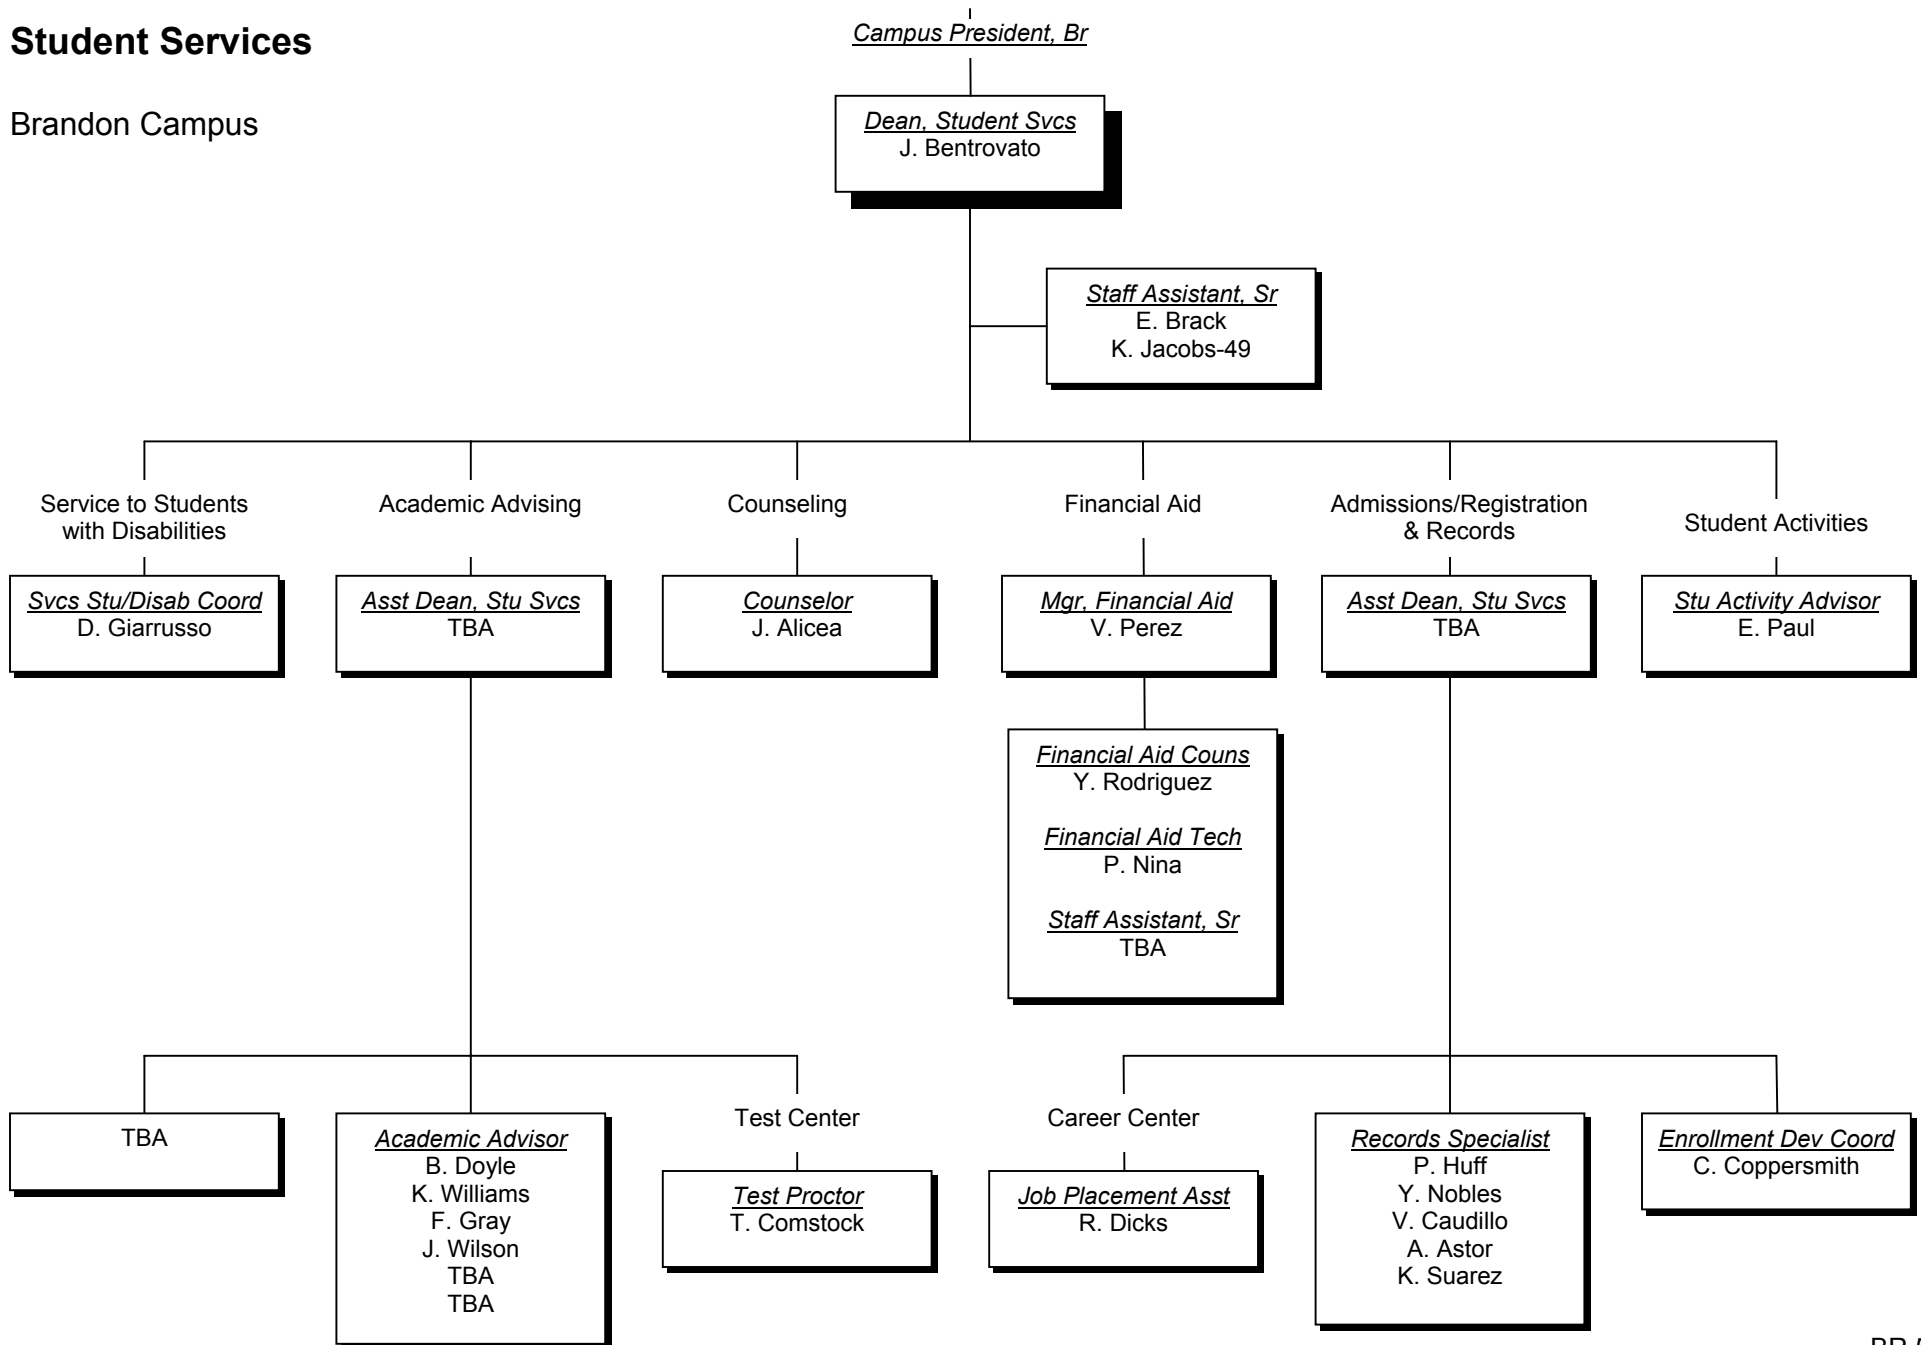 Student Services
Brandon Campus
Campus President, Br
Dean, Student Svcs
J. Bentrovato
Staff Assistant, Sr
E. Brack
K. Jacobs-49
Service to Students
with Disabilities
Svcs Stu/Disab Coord
D. Giarrusso
Academic Advising
Asst Dean, Stu Svcs
TBA
Counseling
Counselor
J. Alicea
Financial Aid
Mgr, Financial Aid
V. Perez
Admissions/Registration
& Records
Asst Dean, Stu Svcs
TBA
Student Activities
Stu Activity Advisor
E. Paul
Financial Aid Couns
Y. Rodriguez
Financial Aid Tech
P. Nina
Staff Assistant, Sr
TBA
TBA
Academic Advisor
B. Doyle
K. Williams
F. Gray
J. Wilson
TBA
TBA
Test Center
Test Proctor
T. Comstock
Career Center
Job Placement Asst
R. Dicks
Records Specialist
P. Huff
Y. Nobles
V. Caudillo
A. Astor
K. Suarez
Enrollment Dev Coord
C. Coppersmith